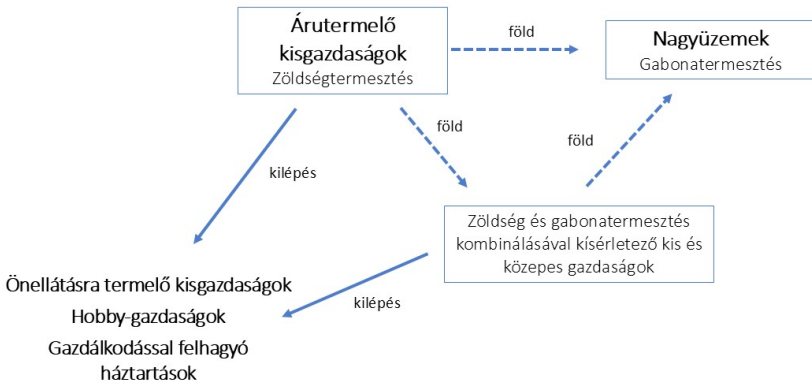 Árutermelő
kisgazdaságok
Zöldségtermesztés
föld
Nagyüzemek
Gabonatermesztés
föld
föld
kilépés
Zöldség és gabonatermesztés
kombinálásával kísérletező kis és
közepes gazdaságok
Önellátásra termelő kisgazdaságok
kilépés
Hobby-gazdaságok
Gazdálkodással felhagyó
háztartások